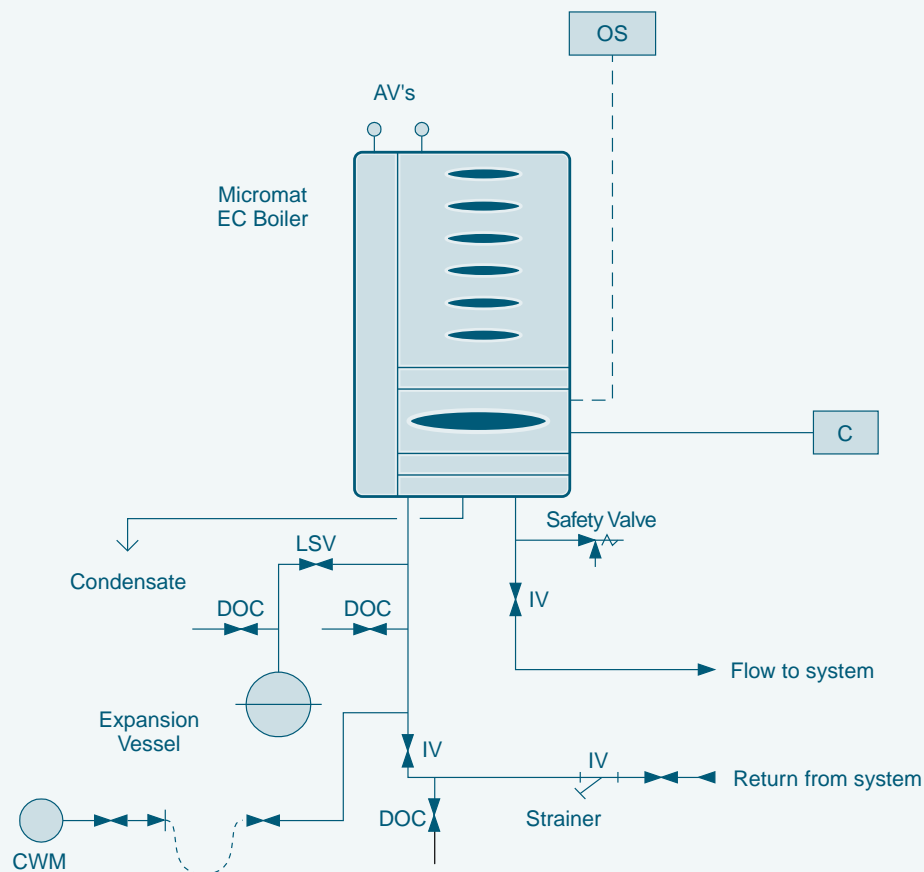 OS
AV's
Micromat
EC Boiler
C
Safety Valve
LSV
Condensate
IV
DOC
DOC
Flow to system
Expansion
Vessel
IV
IV
Return from system
Strainer
DOC
CWM